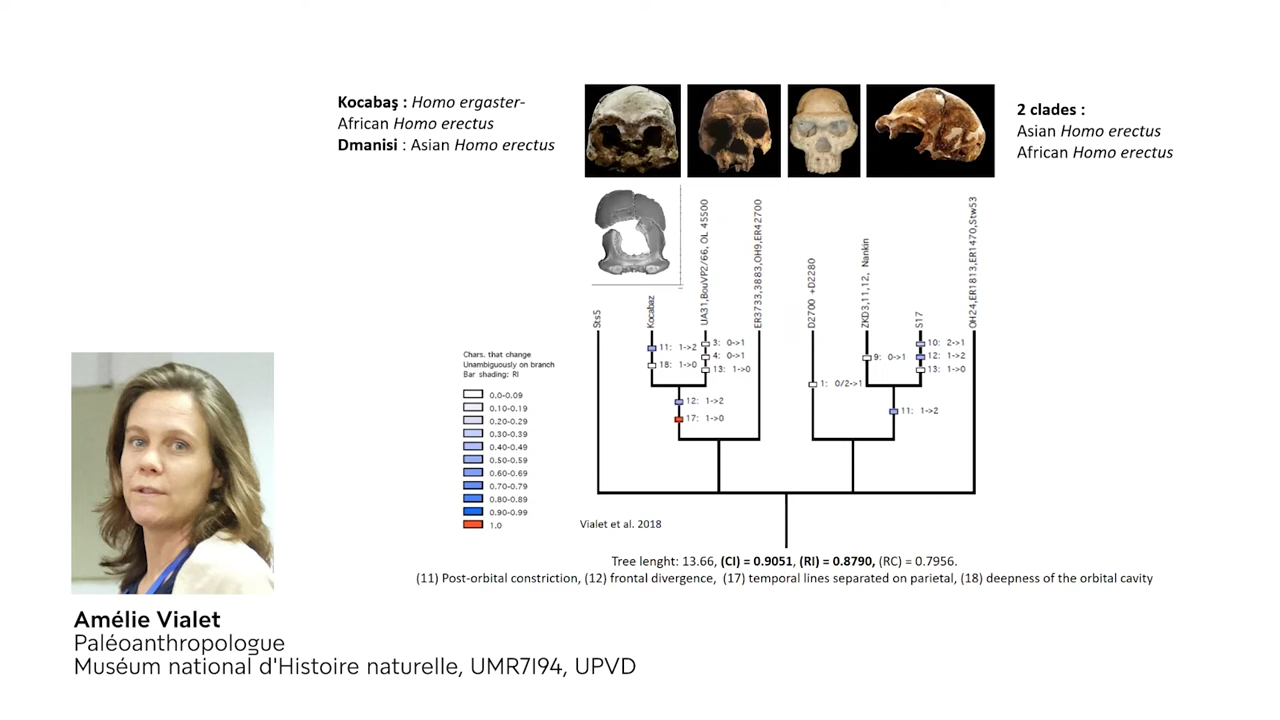 Kocabaş : Homo ergaster-
African Homo erectus
Dmanisi : Asian Homo erectus
2 clades :
Asian Homo erectus
African Homo erectus
Sts5
Kocabaz
UA31,BouVP2/66, OL 45500
ER3733,3883,OH9,ER42700
D2700 +D2280
ZKD3,11,12, Nankin
S17
OH24,ER1813,ER1470,Stw53
11: 1->2
18: 1->0
3: 0->1
4: 0->1
13: 1->0
12: 1->2
17: 1->0
1: 0/2->1
9: 0->1
10: 2->1
12: 1->2
13: 1->0
11: 1->2
Chars. that change
Unambiguously on branch
Bar shading: RI
0.0-0.09
0.10-0.19
0.20-0.29
0.30-0.39
0.40-0.49
0.50-0.59
0.60-0.69
0.70-0.79
0.80-0.89
0.90-0.99
1.0
Vialet et al. 2018
Tree lenght: 13.66, (CI) = 0.9051, (RI) = 0.8790, (RC) = 0.7956.
(11) Post-orbital constriction, (12) frontal divergence, (17) temporal lines separated on parietal, (18) deepness of the orbital cavity
Amélie Vialet
Paléoanthropologue
Muséum national d'Histoire naturelle, UMR7194, UPVD